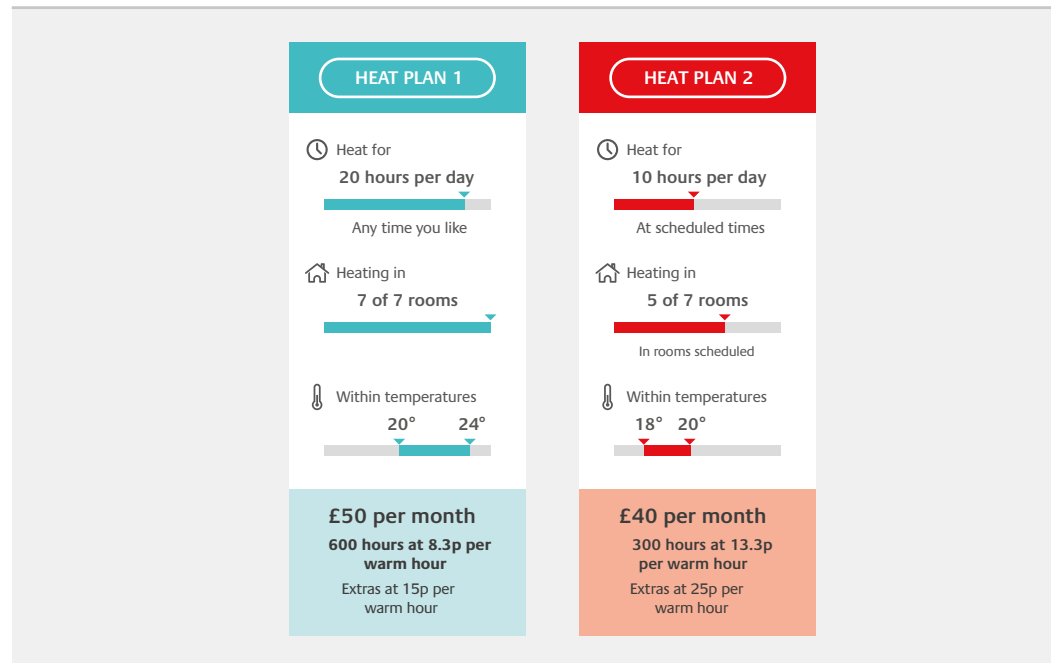 HEAT PLAN 1
Heat for
20 hours per day
Any time you like
Heating in
7 of 7 rooms
Within temperatures
20° 24°
£50 per month
600 hours at 8.3p per
warm hour
Extras at 15p per
warm hour
HEAT PLAN 2
Heat for
10 hours per day
At scheduled times
Heating in
5 of 7 rooms
In rooms scheduled
Within temperatures
18° 20°
£40 per month
300 hours at 13.3p
per warm hour
Extras at 25p per
warm hour